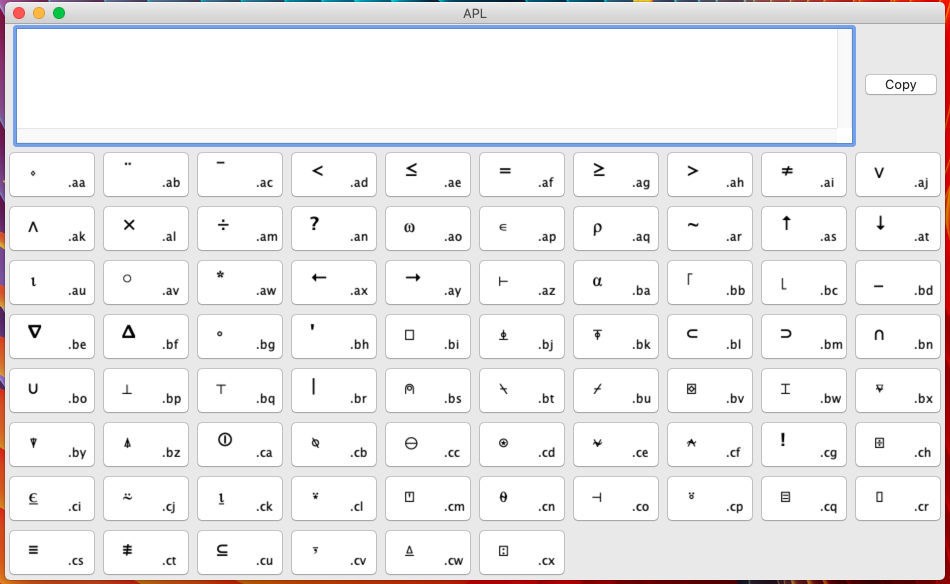 APL
Copy
⋄ .aa ¨ .ab ¯ .ac < .ad ≤ .ae = .af ≥ .ag > .ah ≠ .ai ∨ .aj
∧ .ak × .al ÷ .am ? .an ω .ao ∊ .ap ρ .aq ~ .ar ↑ .as ↓ .at
ι .au ○ .av * .aw ← .ax → .ay ⊢ .az α .ba ⌈ .bb ⌊ .bc _ .bd
∇ .be ∆ .bf ∘ .bg ' .bh ⎕ .bi ⍎ .bj ⍕ .bk ⊂ .bl ⊃ .bm ∩ .bn
∪ .bo ⊥ .bp ⊤ .bq | .br ⍝ .bs ⍀ .bt ⌿ .bu ⌺ .bv ⌶ .bw ⍫ .bx
⍒ .by ⍋ .bz ⌽ .ca ⍉ .cb ⊖ .cc ⍟ .cd ⍱ .ce ⍲ .cf ! .cg ⌹ .ch
⍷ .ci ⍨ .cj ⍸ .ck ⍣ .cl ⍞ .cm θ .cn ⊣ .co ⍤ .cp ⌸ .cq ⌷ .cr
≡ .cs ≢ .ct ⊆ .cu ⍢ .cv ⍙ .cw ⍠ .cx